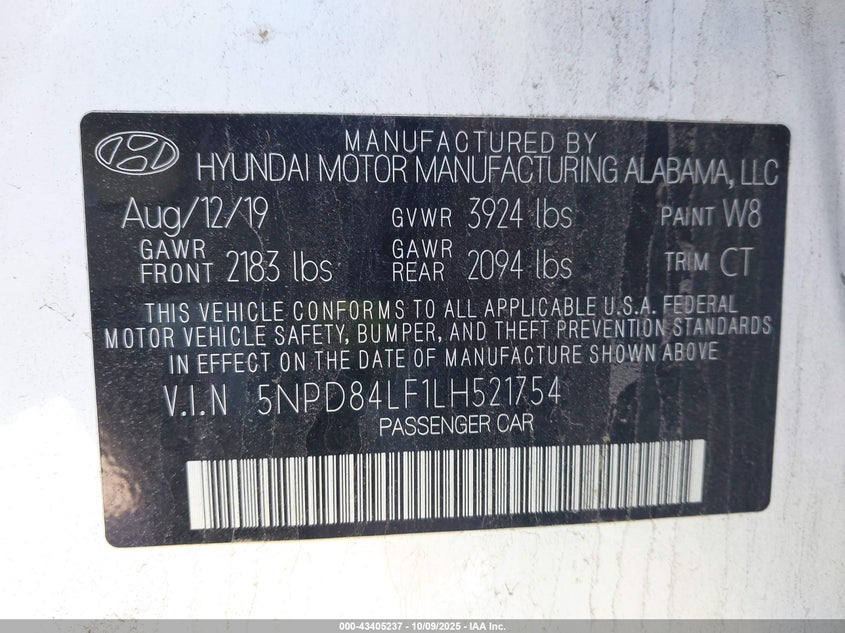 MANUFACTURED BY
HYUNDAI MOTOR MANUFACTURING ALABAMA, LLC
Aug/12/19 GVWR 3924 lbs PAINT W8
GAWR FRONT 2183 lbs GAWR REAR 2094 lbs TRIM CT
THIS VEHICLE CONFORMS TO ALL APPLICABLE U.S.A. FEDERAL
MOTOR VEHICLE SAFETY, BUMPER, AND THEFT PREVENTION STANDARDS
IN EFFECT ON THE DATE OF MANUFACTURE SHOWN ABOVE
V.I.N 5NPD84LF1LH521754
PASSENGER CAR
000-43405237 - 10/09/2025 - IAA Inc.